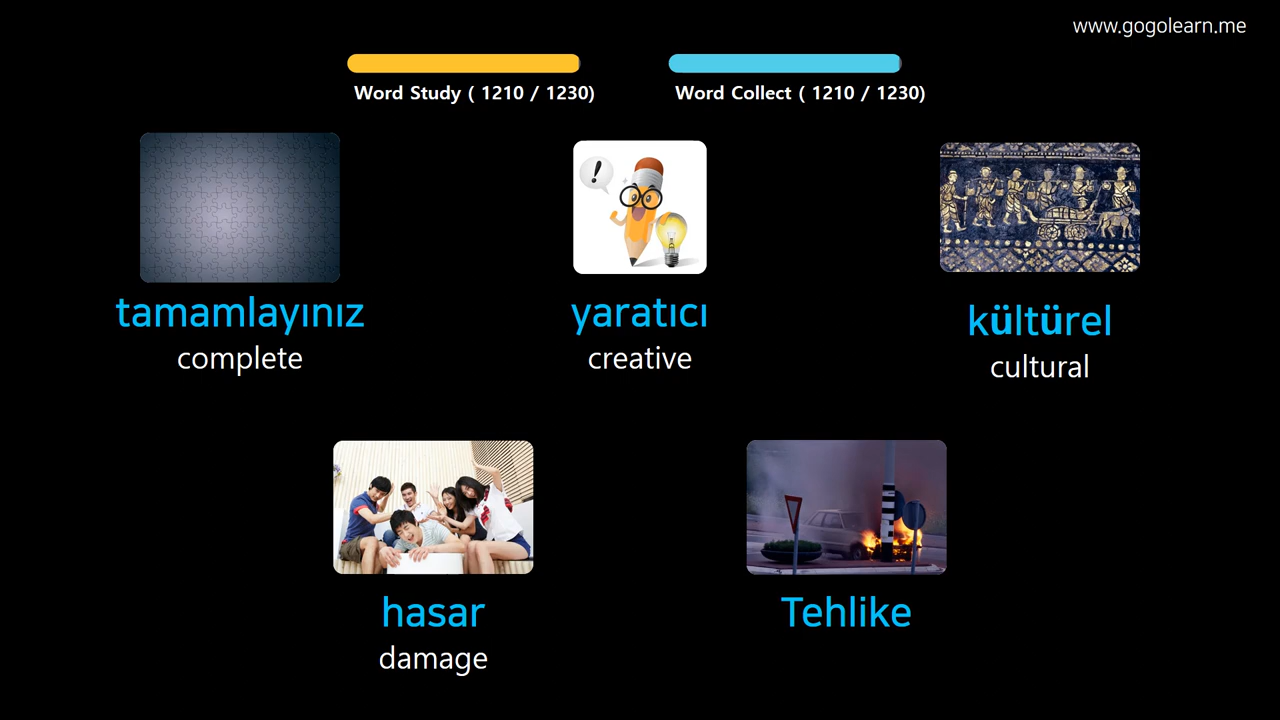 www.gogolearn.me
Word Study ( 1210 / 1230)
Word Collect ( 1210 / 1230)
!
tamamlayınız
complete
yaratıcı
creative
kültürel
cultural
hasar
damage
Tehlike